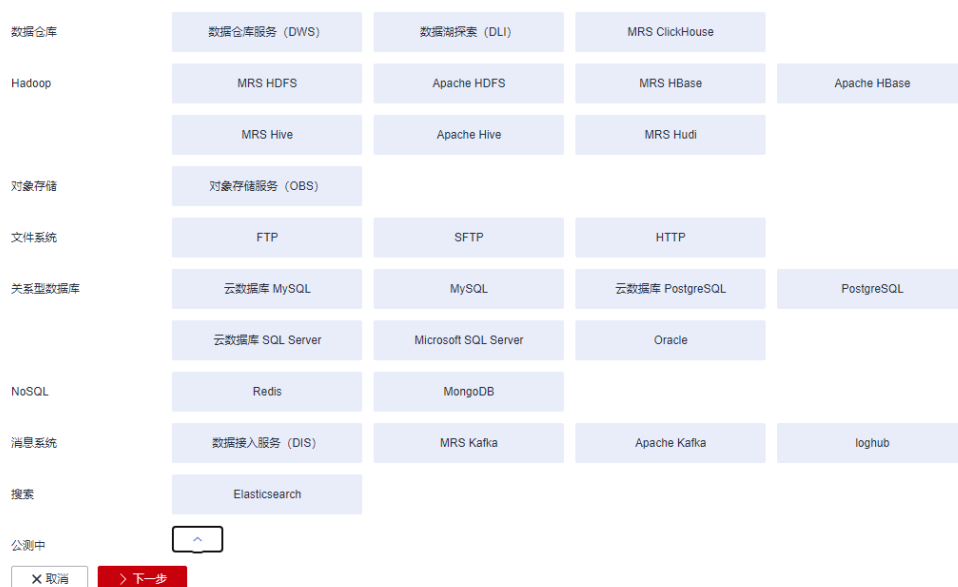 数据仓库 数据仓库服务（DWS） 数据湖探索（DLI） MRS ClickHouse
Hadoop MRS HDFS Apache HDFS MRS HBase Apache HBase
MRS Hive Apache Hive MRS Hudi
对象存储 对象存储服务（OBS）
文件系统 FTP SFTP HTTP
关系型数据库 云数据库 MySQL MySQL 云数据库 PostgreSQL PostgreSQL
云数据库 SQL Server Microsoft SQL Server Oracle
NoSQL Redis MongoDB
消息系统 数据接入服务（DIS） MRS Kafka Apache Kafka loghub
搜索 Elasticsearch
公测中
取消 下一步